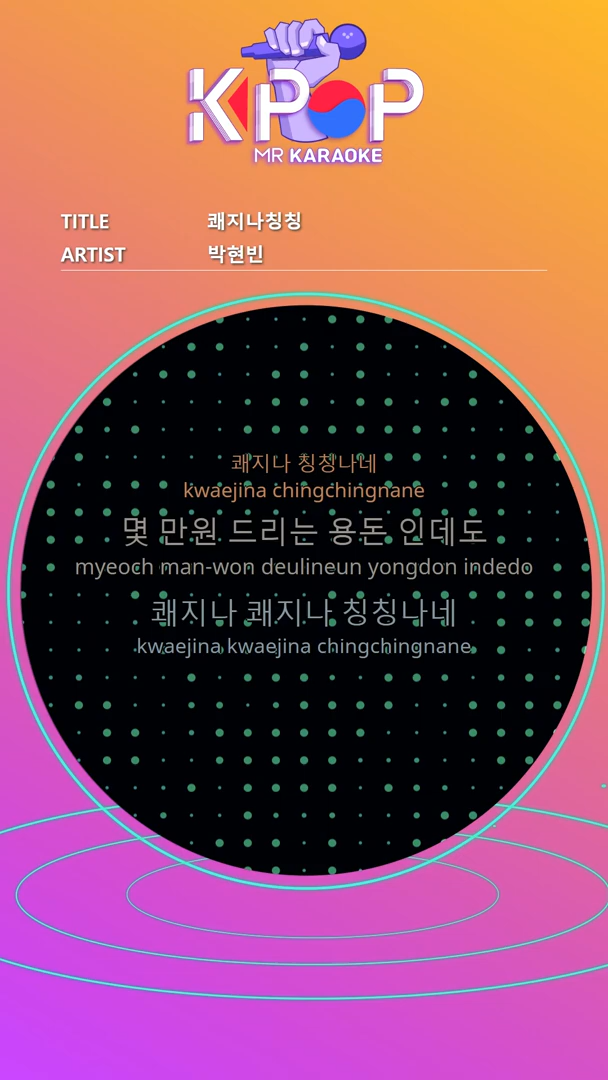 KPOP
MR KARAOKE
TITLE 쾌지나칭칭
ARTIST 박현빈
쾌지나 칭칭나네
kwaejina chingchingnane
몇 만원 드리는 용돈 인데도
myeoch man-won deulineun yongdon indedo
쾌지나 쾌지나 칭칭나네
kwaejina kwaejina chingchingnane